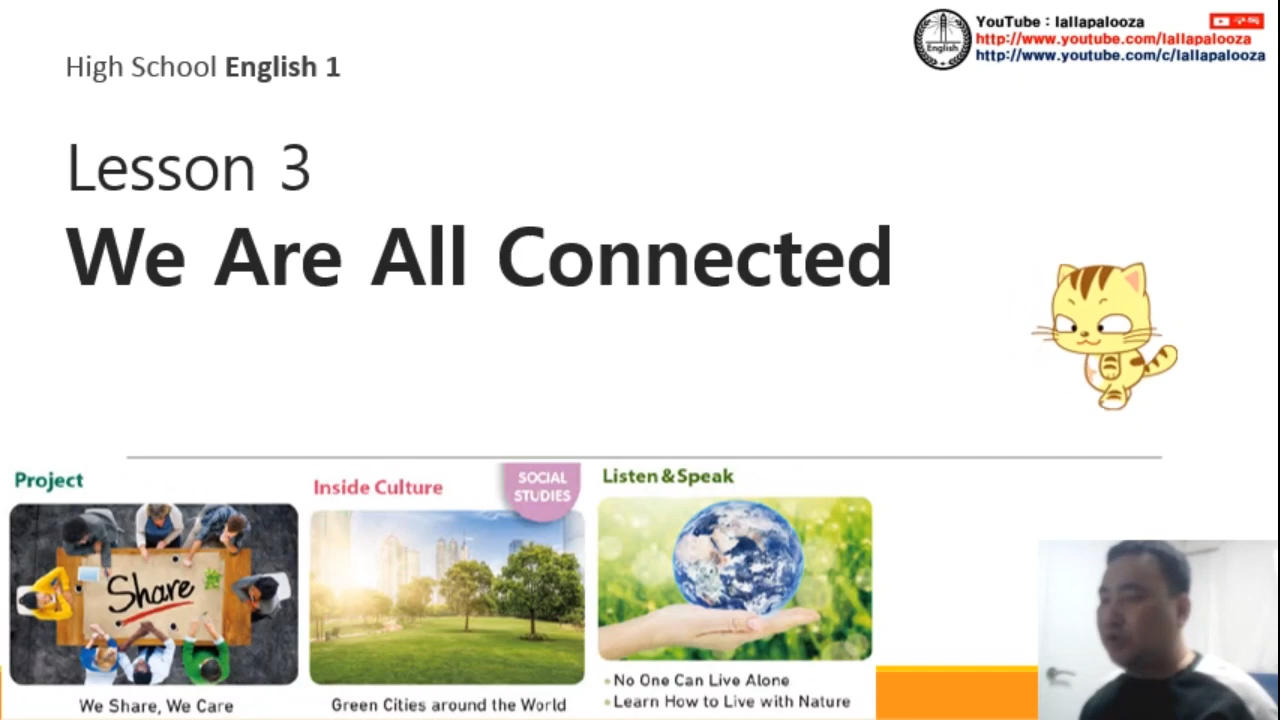 YouTube : lallapalooza
http://www.youtube.com/lallapalooza
http://www.youtube.com/c/lallapalooza
English
High School English 1
Lesson 3
We Are All Connected
Project
Share
We Share, We Care
Inside Culture
SOCIAL
STUDIES
Green Cities around the World
Listen & Speak
• No One Can Live Alone
• Learn How to Live with Nature